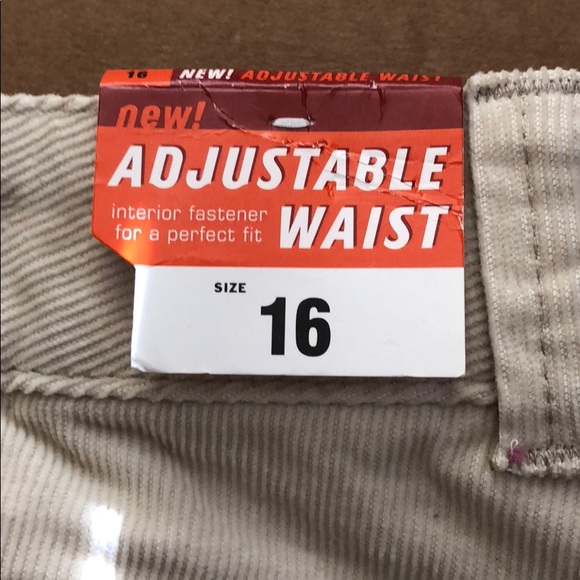 16 NEW! ADJUSTABLE WAIST
new!
ADJUSTABLE
interior fastener
for a perfect fit WAIST
SIZE
16